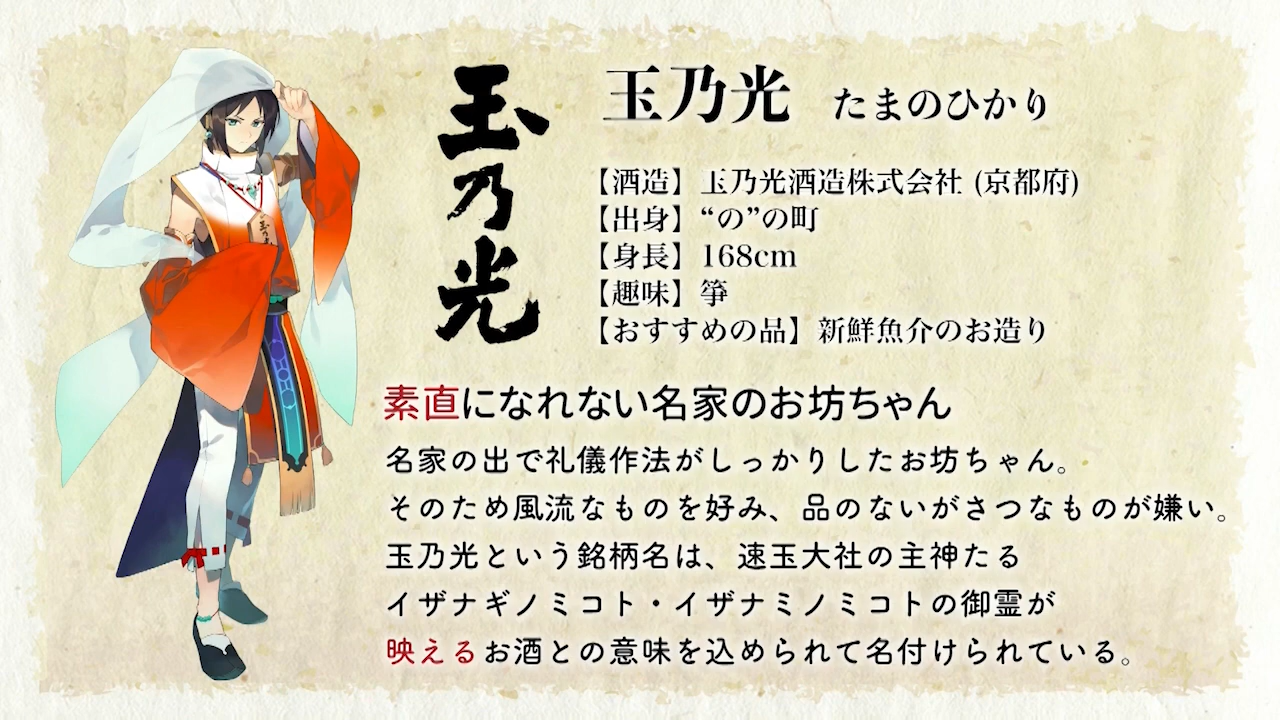 玉乃光
玉乃光 たまのひかり
【酒造】玉乃光酒造株式会社 (京都府)
【出身】“の”の町
【身長】168cm
【趣味】箏
【おすすめの品】新鮮魚介のお造り
素直になれない名家のお坊ちゃん
名家の出で礼儀作法がしっかりしたお坊ちゃん。
そのため風流なものを好み、品のないがさつなものが嫌い。
玉乃光という銘柄名は、速玉大社の主神たる
イザナギノミコト・イザナミノミコトの御霊が
映えるお酒との意味を込められて名付けられている。
玉乃光